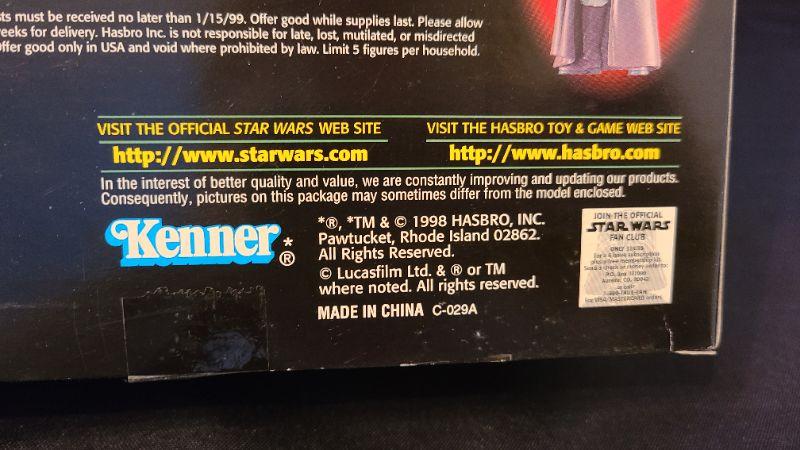 ts must be received no later than 1/15/99. Offer good while supplies last. Please allow
weeks for delivery. Hasbro Inc. is not responsible for late, lost, mutilated, or misdirected
Offer good only in USA and void where prohibited by law. Limit 5 figures per household.
VISIT THE OFFICIAL STAR WARS WEB SITE
http://www.starwars.com
VISIT THE HASBRO TOY & GAME WEB SITE
http://www.hasbro.com
In the interest of better quality and value, we are constantly improving and updating our products.
Consequently, pictures on this package may sometimes differ from the model enclosed.
Kenner*®
*®, *TM & © 1998 HASBRO, INC.
Pawtucket, Rhode Island 02862.
All Rights Reserved.
© Lucasfilm Ltd. & ® or TM
where noted. All rights reserved.
MADE IN CHINA C-029A
JOIN THE OFFICIAL
STAR WARS
FAN CLUB
For VISA/MASTERCARD orders